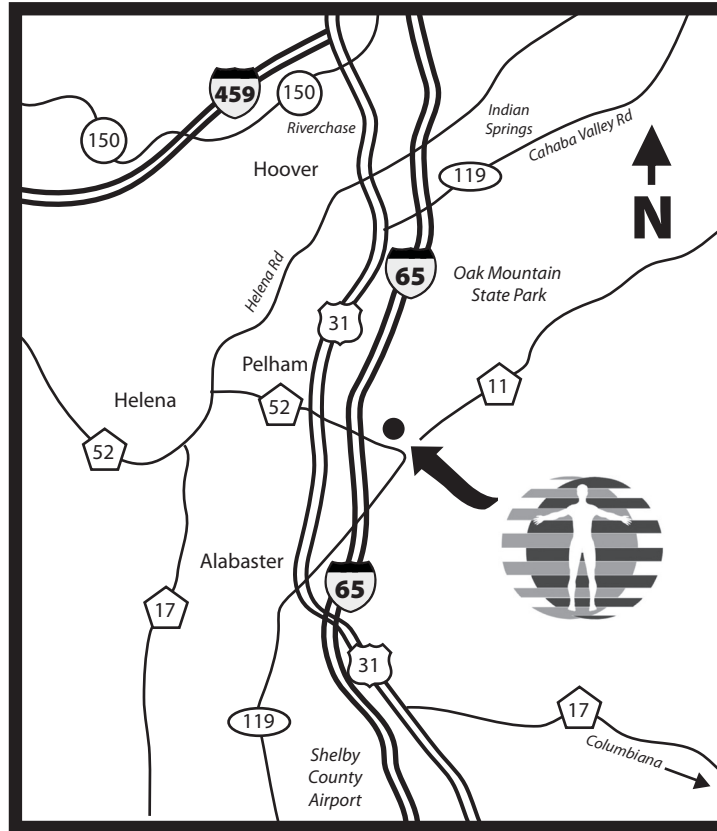 459
150
150
Riverchase
Indian
Springs
Cahaba Valley Rd
Hoover
119
N
Helena Rd
65
Oak Mountain
State Park
31
Pelham
11
Helena
52
52
Alabaster
65
17
31
119
17
Columbiana
Shelby
County
Airport